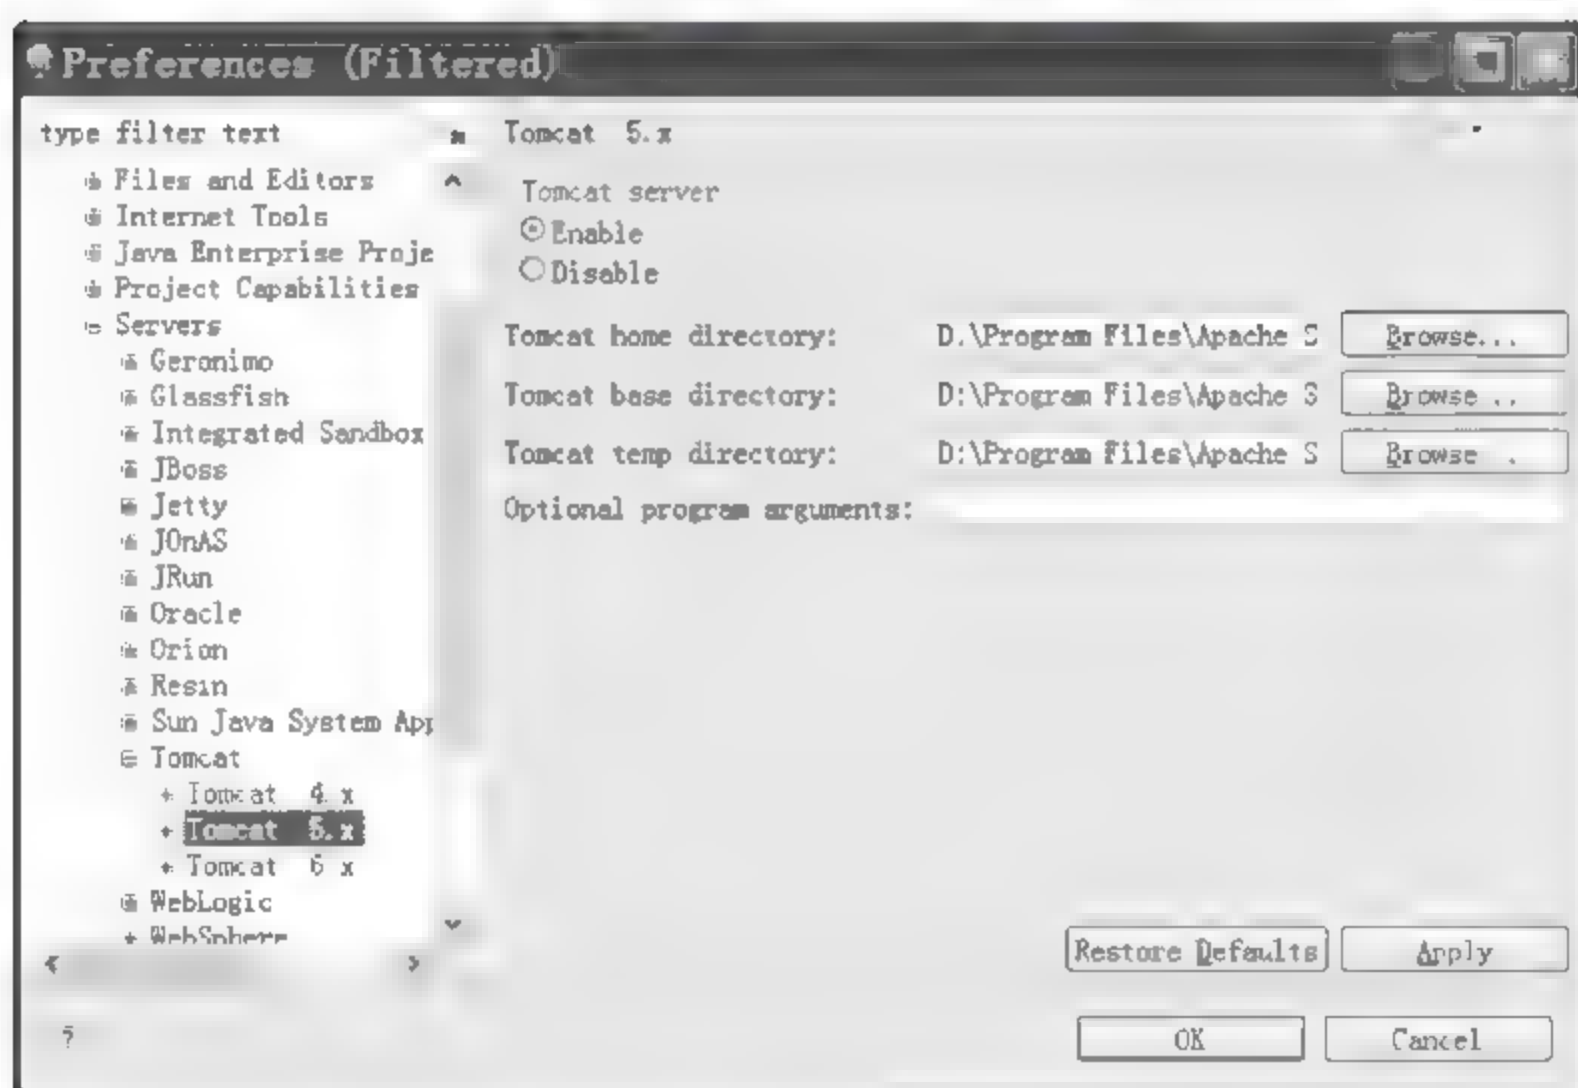 Preferences (Filtered)
type filter text
Files and Editors
Internet Tools
Java Enterprise Proje
Project Capabilities
Servers
Geronimo
Glassfish
Integrated Sandbox
JBoss
Jetty
JOnAS
JRun
Oracle
Orion
Resin
Sun Java System App
Tomcat
Tomcat 4.x
Tomcat 5.x
Tomcat 6 x
WebLogic
WebSphere
Tomcat 5.x
Tomcat server
Enable
Disable
Tomcat home directory: D.\Program Files\Apache S Browse...
Tomcat base directory: D:\Program Files\Apache S Browse ..
Tomcat temp directory: D:\Program Files\Apache S Browse .
Optional program arguments:
Restore Defaults Apply
?
OK Cancel